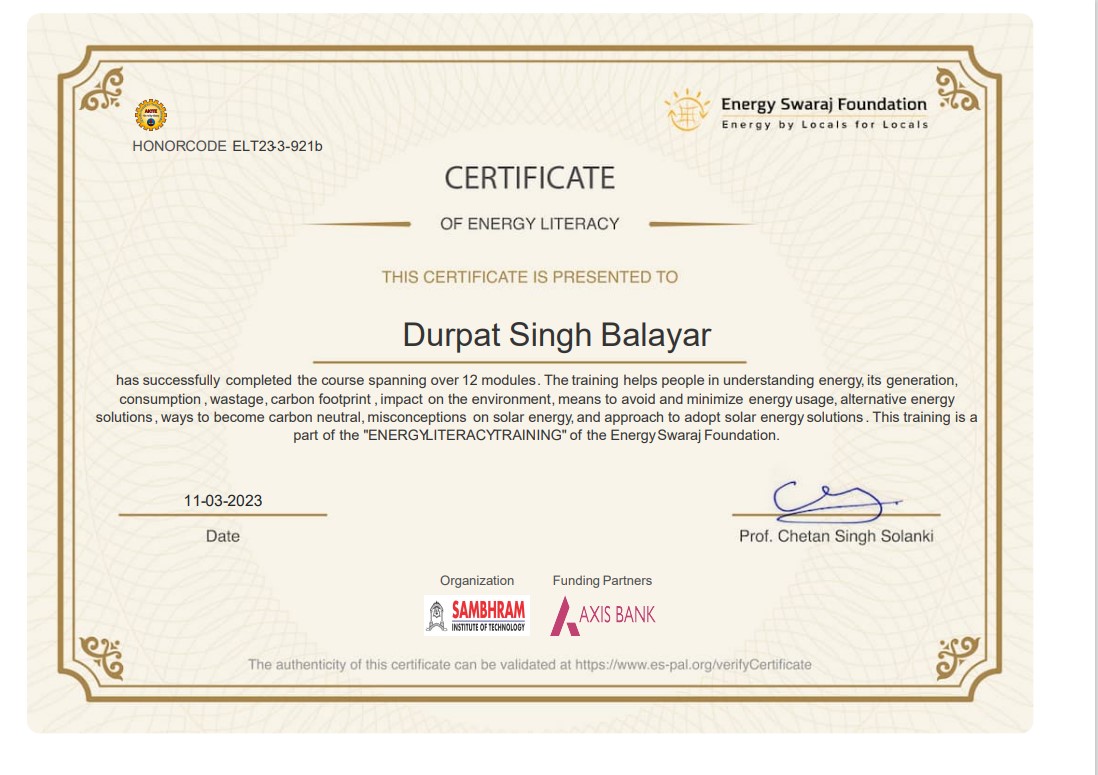 AICTE
HONORCODE ELT23-3-921b
Energy Swaraj Foundation
Energy by Locals for Locals
CERTIFICATE
OF ENERGY LITERACY
THIS CERTIFICATE IS PRESENTED TO
Durpat Singh Balayar
has successfully completed the course spanning over 12 modules. The training helps people in understanding energy, its generation,
consumption, wastage, carbon footprint, impact on the environment, means to avoid and minimize energy usage, alternative energy
solutions, ways to become carbon neutral, misconceptions on solar energy, and approach to adopt solar energy solutions. This training is a
part of the "ENERGYLITERACYTRAINING" of the Energy Swaraj Foundation.
11-03-2023
Date
Prof. Chetan Singh Solanki
Organization
Funding Partners
SAMBHRAM
INSTITUTE OF TECHNOLOGY
AXIS BANK
The authenticity of this certificate can be validated at https://www.es-pal.org/verifyCertificate